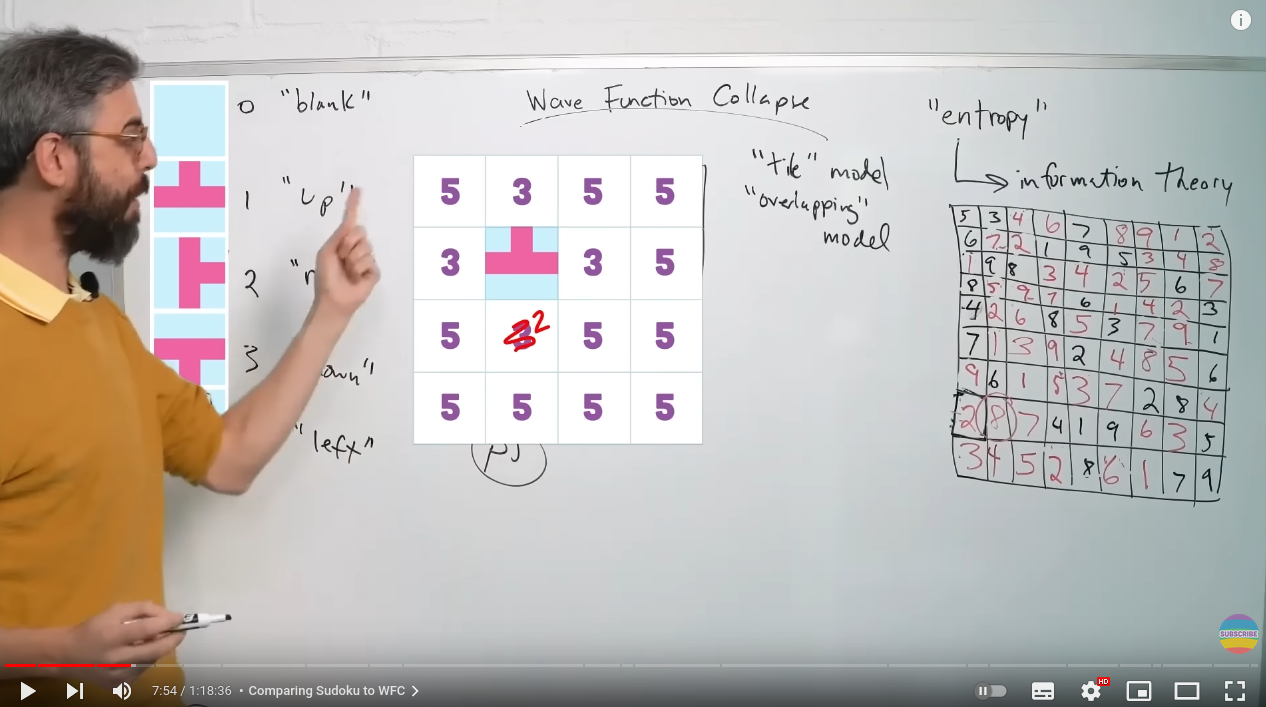 0 "blank"
1 "up"
2 "r
3 own"
"left"
Wave Function Collapse
5 3 5 5
3 3 5
5 2 5 5
5 5 5 5
"tile" model
"overlapping"
model
"entropy"
information theory
5 3 4 6 7 8 9 1 2
6 7 2 1 9 5 3 4 8
1 9 8 3 4 2 5 6 7
8 5 9 7 6 1 4 2 3
4 2 6 8 5 3 7 9 1
7 1 3 9 2 4 8 5 6
9 6 1 5 3 7 2 8 4
2 8 7 4 1 9 6 3 5
3 4 5 2 8 6 1 7 9
SUBSCRIBE
7:54 / 1:18:36 • Comparing Sudoku to WFC
HD